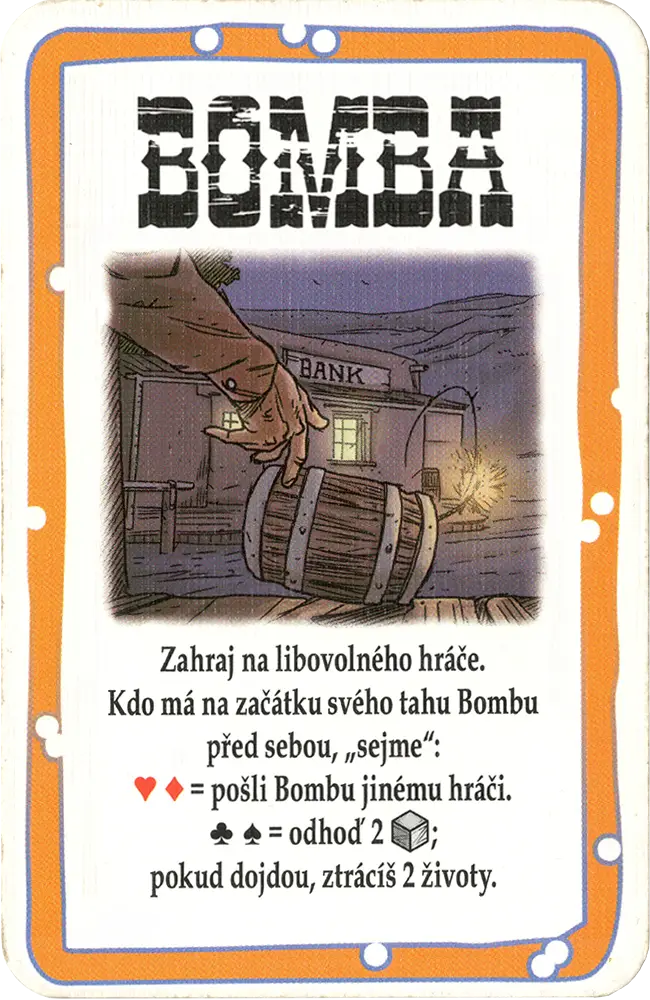 BOMBA
BANK
Zahraj na libovolného hráče.
Kdo má na začátku svého tahu Bombu
před sebou, „sejme“:
♥ ♦ = pošli Bombu jinému hráči.
♣ ♠ = odhoď 2 ;
pokud dojdou, ztrácíš 2 životy.